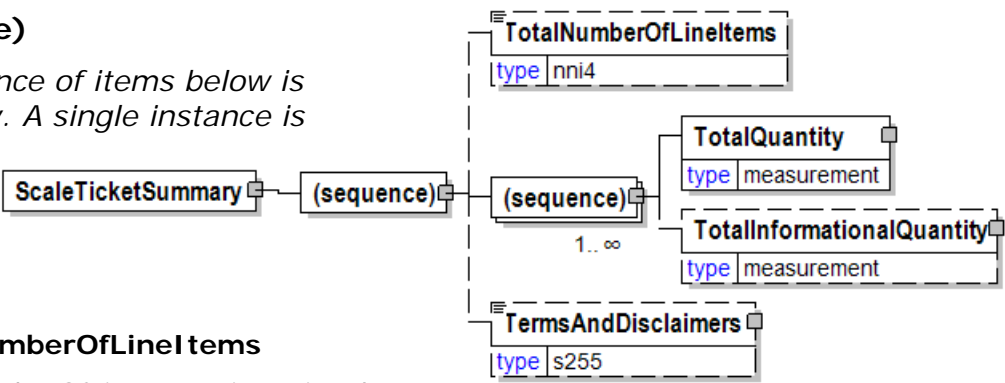 e)
nce of items below is
. A single instance is
TotalNumberOfLineItems
type nni4
TotalQuantity
type measurement
ScaleTicketSummary
(sequence)
(sequence)
1.. ∞
TotalInformationalQuantity
type measurement
TermsAndDisclaimers
type s255
mberOfLineItems